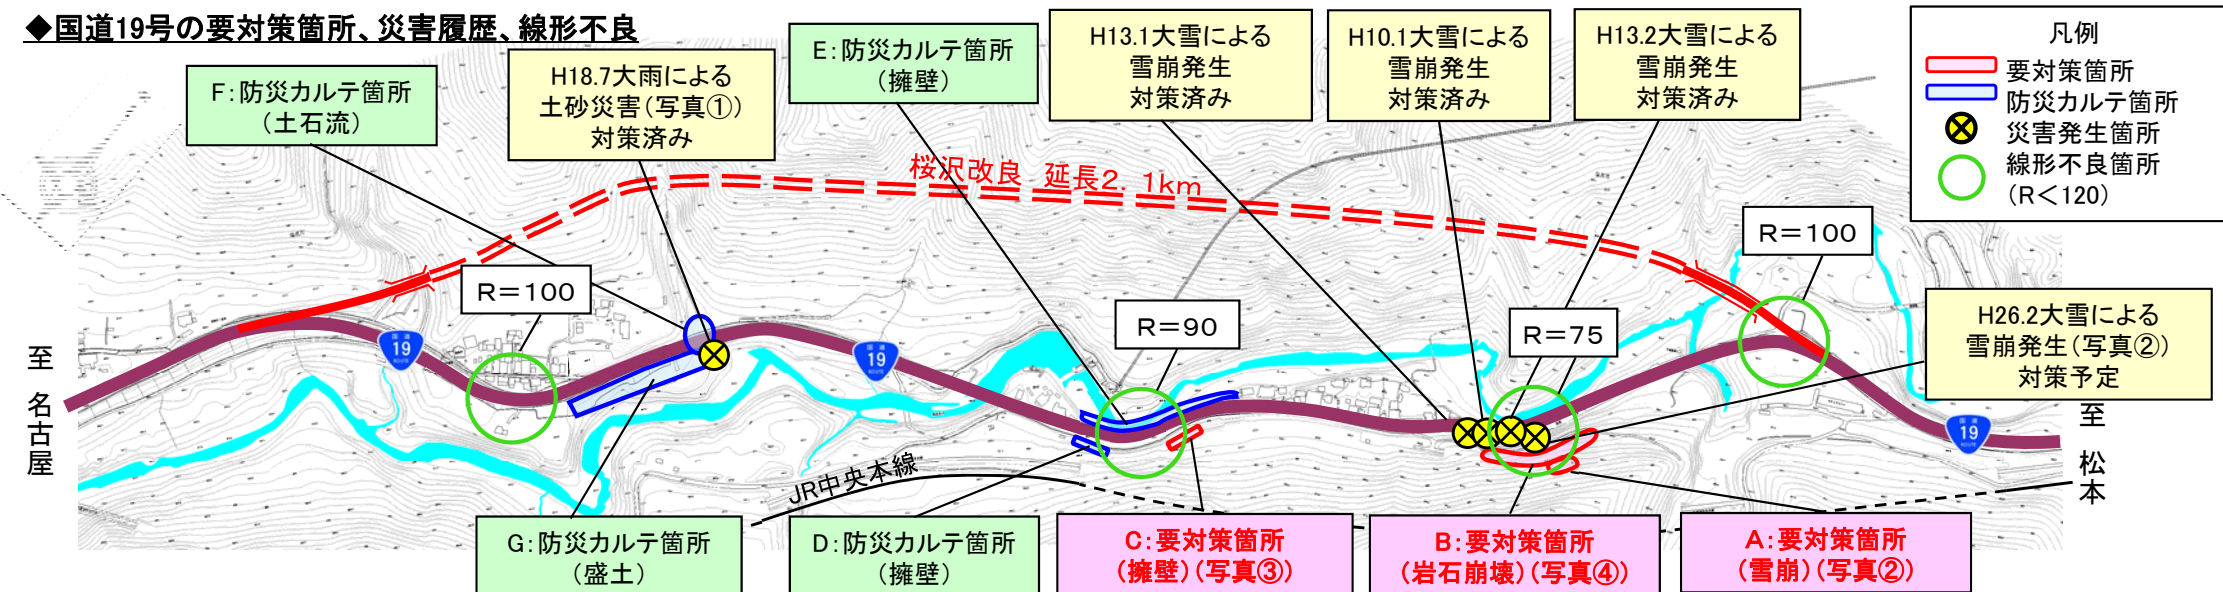 ◆国道19号の要対策箇所、災害履歴、線形不良
F:防災カルテ箇所
(土石流)
H18.7大雨による
土砂災害(写真①)
対策済み
E:防災カルテ箇所
(擁壁)
H13.1大雪による
雪崩発生
対策済み
H10.1大雪による
雪崩発生
対策済み
H13.2大雪による
雪崩発生
対策済み
凡例
要対策箇所
防災カルテ箇所
災害発生箇所
線形不良箇所
(R<120)
桜沢改良 延長2.1km
R=100
R=100
R=90
R=75
H26.2大雪による
雪崩発生(写真②)
対策予定
至 名古屋
国道
19
ROUTE
国道
19
ROUTE
国道
19
ROUTE
至 松本
JR中央本線
G:防災カルテ箇所
(盛土)
D:防災カルテ箇所
(擁壁)
C:要対策箇所
(擁壁)(写真③)
B:要対策箇所
(岩石崩壊)(写真④)
A:要対策箇所
(雪崩)(写真②)